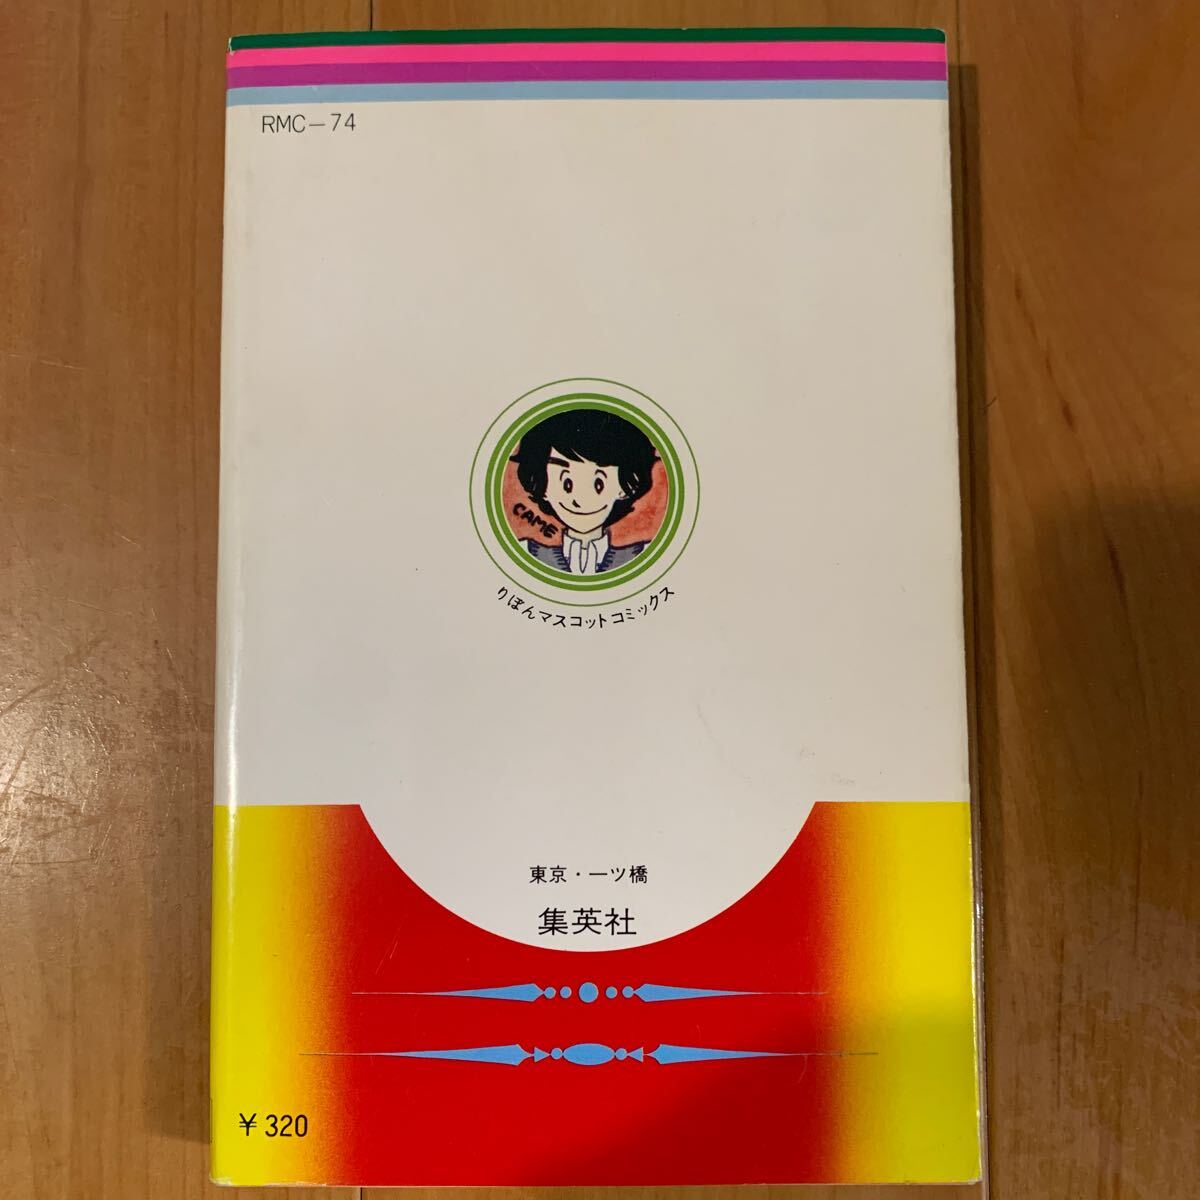 RMC－74
CAME
りぼんマスコットコミックス
東京・一ツ橋
集英社
￥320